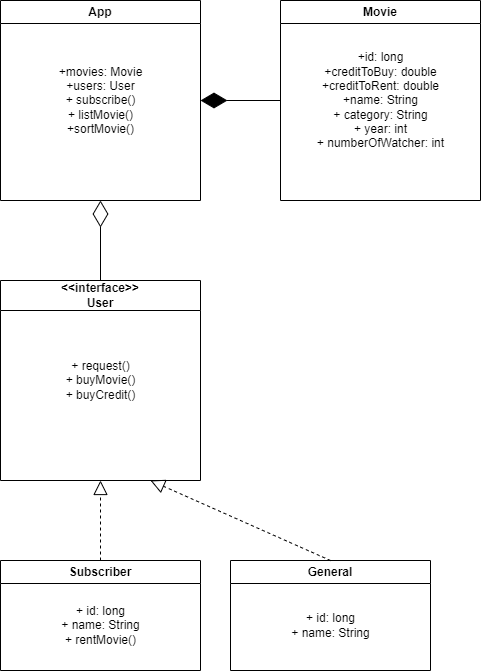 App
+movies: Movie
+users: User
+ subscribe()
+ listMovie()
+sortMovie()
Movie
+id: long
+creditToBuy: double
+creditToRent: double
+name: String
+ category: String
+ year: int
+ numberOfWatcher: int
<<interface>>
User
+ request()
+ buyMovie()
+ buyCredit()
Subscriber
+ id: long
+ name: String
+ rentMovie()
General
+ id: long
+ name: String